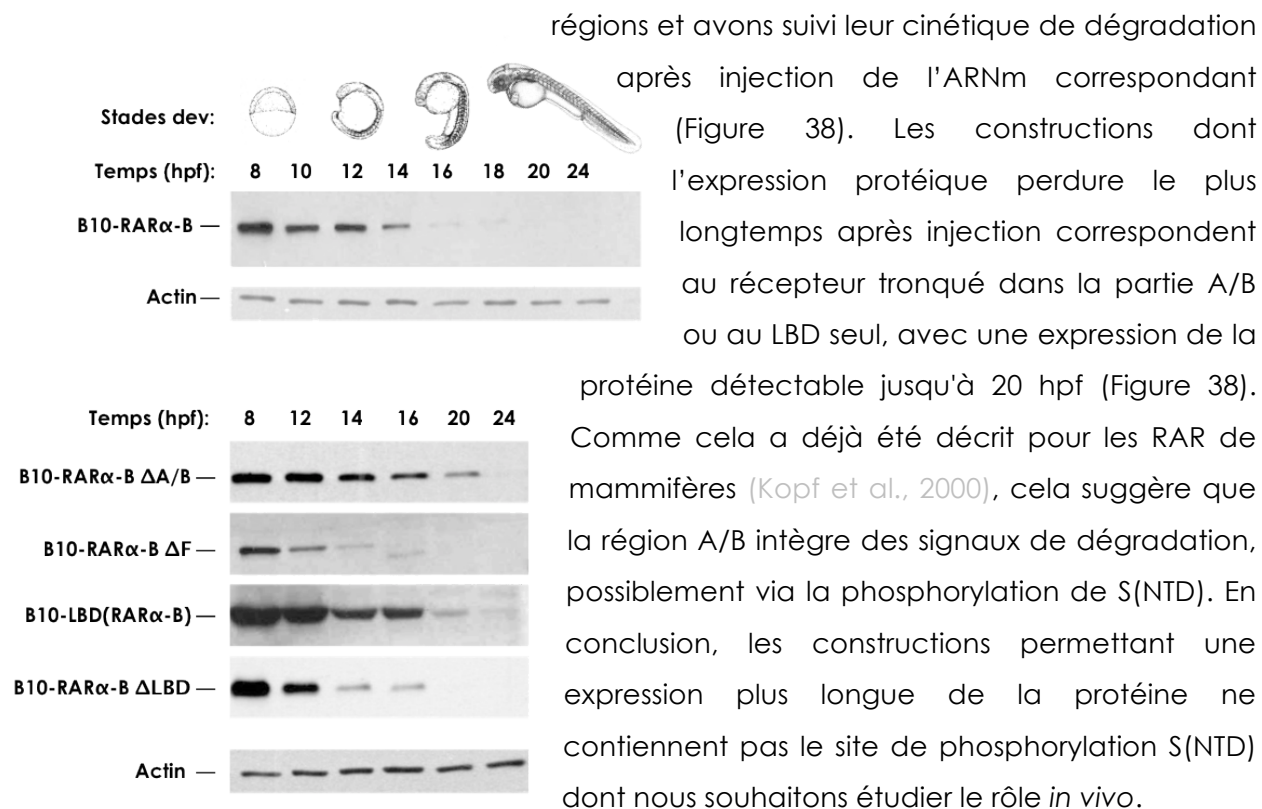 régions et avons suivi leur cinétique de dégradation
après injection de l’ARNm correspondant
(Figure 38). Les constructions dont
l’expression protéique perdure le plus
longtemps après injection correspondent
au récepteur tronqué dans la partie A/B
ou au LBD seul, avec une expression de la
protéine détectable jusqu'à 20 hpf (Figure 38).
Comme cela a déjà été décrit pour les RAR de
mammifères (Kopf et al., 2000), cela suggère que
la région A/B intègre des signaux de dégradation,
possiblement via la phosphorylation de S(NTD). En
conclusion, les constructions permettant une
expression plus longue de la protéine ne
contiennent pas le site de phosphorylation S(NTD)
dont nous souhaitons étudier le rôle in vivo.
Stades dev:
Temps (hpf): 8 10 12 14 16 18 20 24
B10-RARα-B —
Actin —
Temps (hpf): 8 12 14 16 20 24
B10-RARα-B ΔA/B —
B10-RARα-B ΔF —
B10-LBD(RARα-B) —
B10-RARα-B ΔLBD —
Actin —